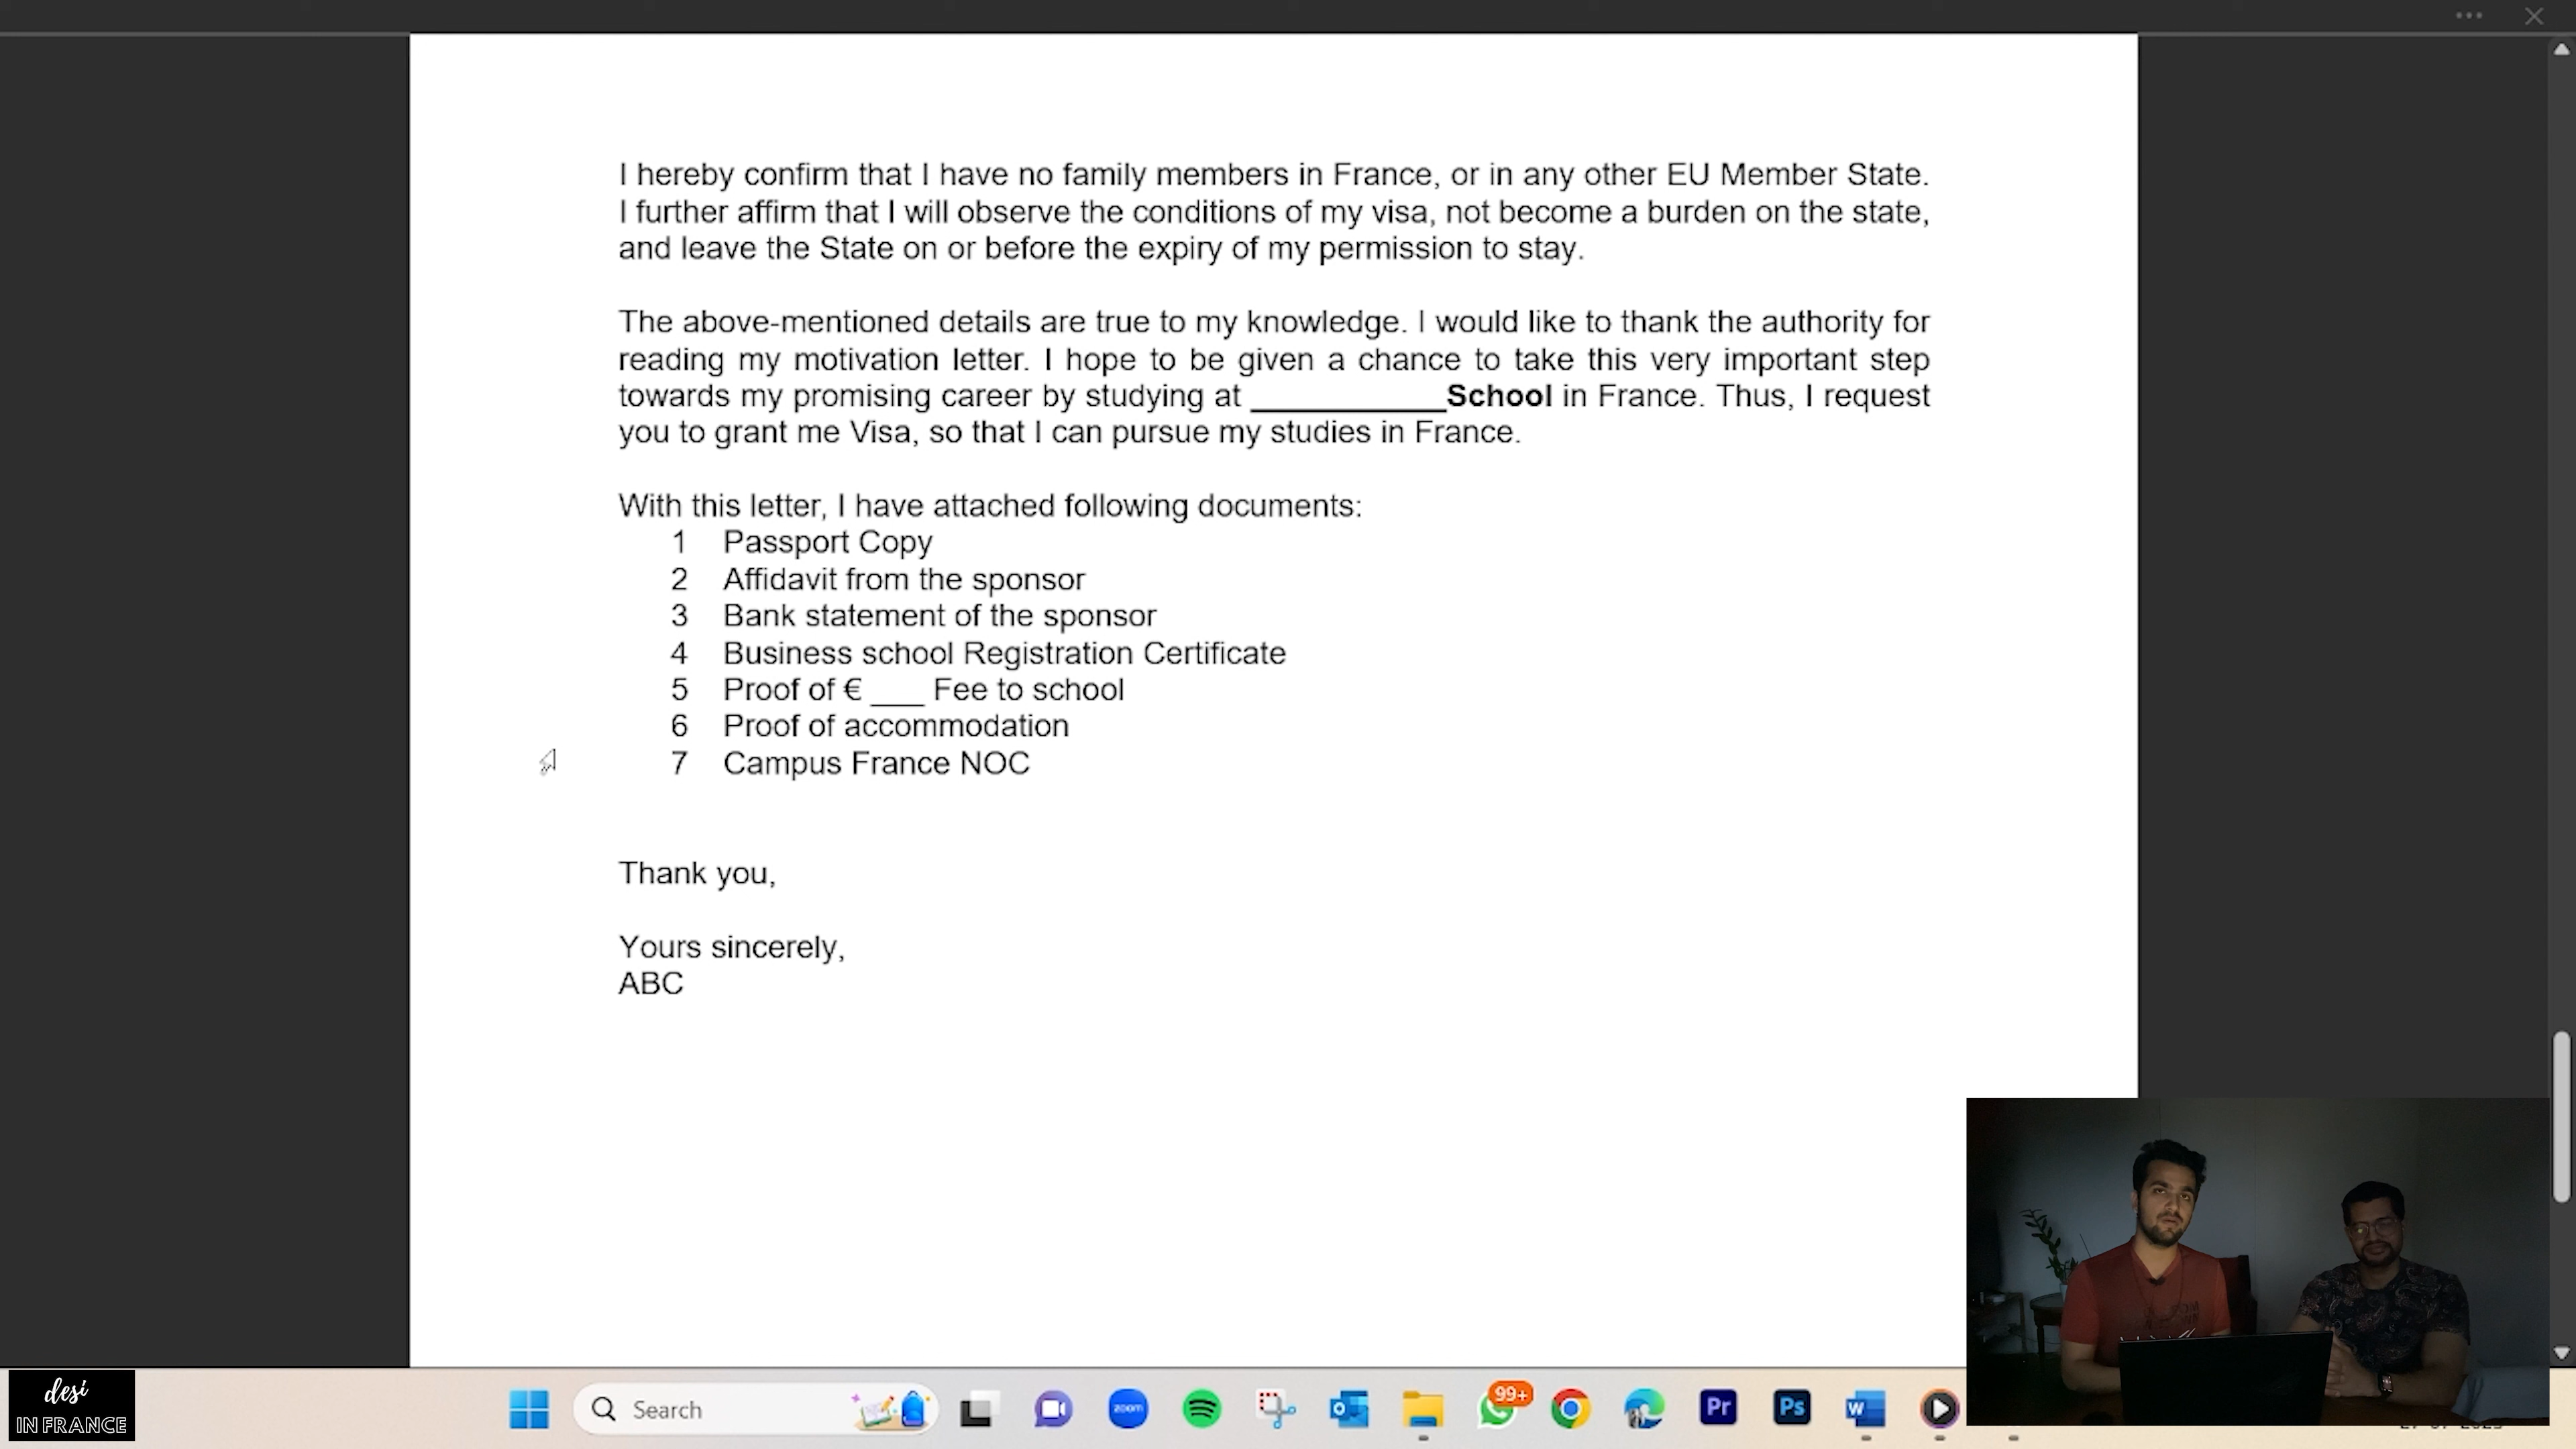 I hereby confirm that I have no family members in France, or in any other EU Member State.
I further affirm that I will observe the conditions of my visa, not become a burden on the state,
and leave the State on or before the expiry of my permission to stay.
The above-mentioned details are true to my knowledge. I would like to thank the authority for
reading my motivation letter. I hope to be given a chance to take this very important step
towards my promising career by studying at ___________School in France. Thus, I request
you to grant me Visa, so that I can pursue my studies in France.
With this letter, I have attached following documents:
1 Passport Copy
2 Affidavit from the sponsor
3 Bank statement of the sponsor
4 Business school Registration Certificate
5 Proof of € ___ Fee to school
6 Proof of accommodation
7 Campus France NOC
Thank you,
Yours sincerely,
ABC
desi
IN FRANCE
Search
zoom
99+
Pr
Ps
W